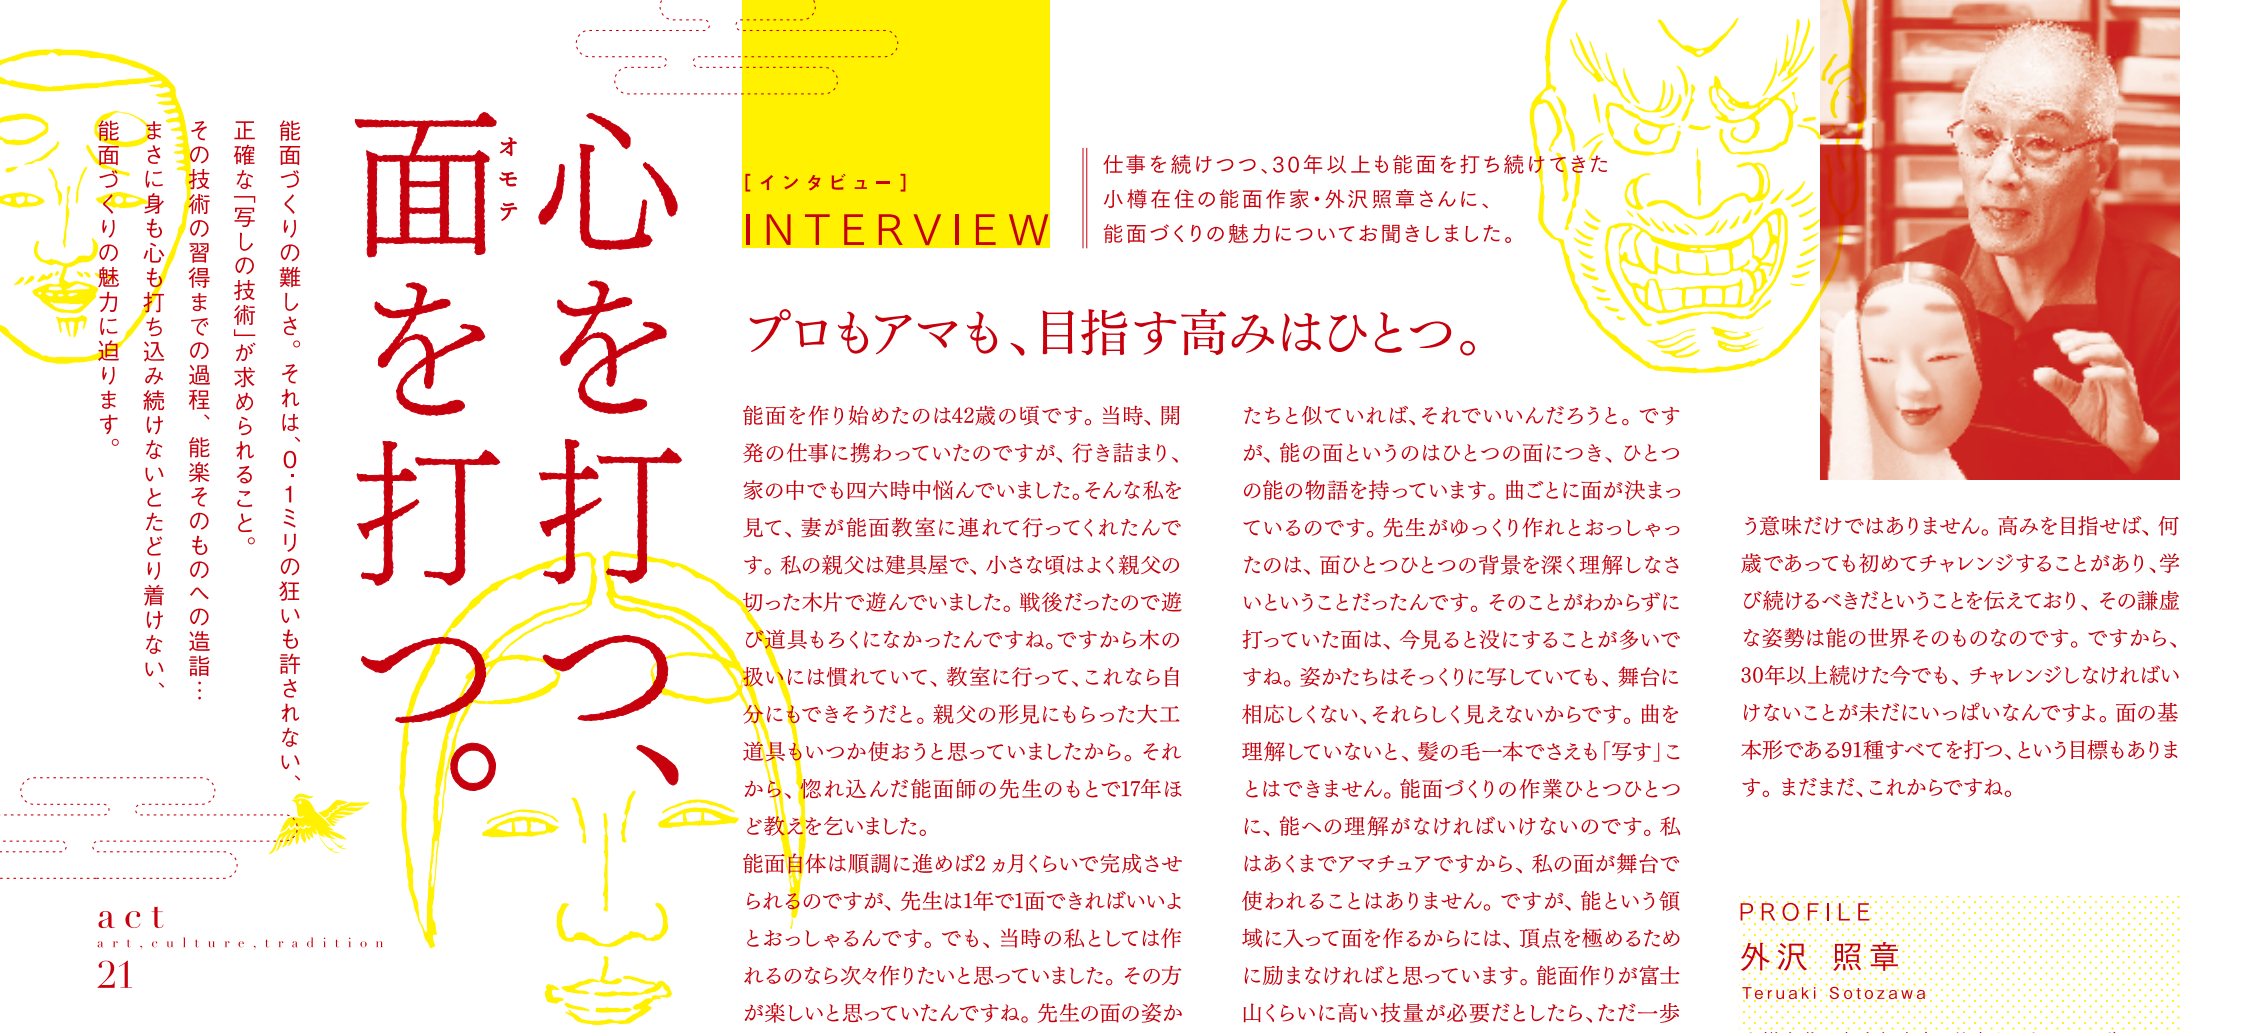 心を打つ、
面を打つ。
オモテ
能面づくりの難しさ。それは、0.1ミリの狂いも許されない、
正確な「写しの技術」が求められること。
その技術の習得までの過程、能楽そのものへの造詣…
まさに身も心も打ち込み続けないとたどり着けない、
能面づくりの魅力に迫ります。
act
art,culture,tradition
21
[インタビュー]
INTERVIEW
仕事を続けつつ、30年以上も能面を打ち続けてきた
小樽在住の能面作家・外沢照章さんに、
能面づくりの魅力についてお聞きしました。
プロもアマも、目指す高みはひとつ。
能面を作り始めたのは42歳の頃です。当時、開
発の仕事に携わっていたのですが、行き詰まり、
家の中でも四六時中悩んでいました。そんな私を
見て、妻が能面教室に連れて行ってくれたんで
す。私の親父は建具屋で、小さな頃はよく親父の
切った木片で遊んでいました。戦後だったので遊
び道具もろくになかったんですね。ですから木の
扱いには慣れていて、教室に行って、これなら自
分にもできそうだと。親父の形見にもらった大工
道具もいつか使おうと思っていましたから。それ
から、惚れ込んだ能面師の先生のもとで17年ほ
ど教えを乞いました。
能面自体は順調に進めば2ヵ月くらいで完成させ
られるのですが、先生は1年で1面できればいいよ
とおっしゃるんです。でも、当時の私としては作
れるのなら次々作りたいと思っていました。その方
が楽しいと思っていたんですね。先生の面の姿か
たちと似ていれば、それでいいんだろうと。です
が、能の面というのはひとつの面につき、ひとつ
の能の物語を持っています。曲ごとに面が決まっ
ているのです。先生がゆっくり作れとおっしゃっ
たのは、面ひとつひとつの背景を深く理解しなさ
いということだったんです。そのことがわからずに
打っていた面は、今見ると没にすることが多いで
すね。姿かたちはそっくりに写していても、舞台に
相応しくない、それらしく見えないからです。曲を
理解していないと、髪の毛一本でさえも「写す」こ
とはできません。能面づくりの作業ひとつひとつ
に、能への理解がなければいけないのです。私
はあくまでアマチュアですから、私の面が舞台で
使われることはありません。ですが、能という領
域に入って面を作るからには、頂点を極めるため
に励まなければと思っています。能面作りが富士
山くらいに高い技量が必要だとしたら、ただ一歩
う意味だけではありません。高みを目指せば、何
歳であっても初めてチャレンジすることがあり、学
び続けるべきだということを伝えており、その謙虚
な姿勢は能の世界そのものなのです。ですから、
30年以上続けた今でも、チャレンジしなければい
けないことが未だにいっぱいなんですよ。面の基
本形である91種すべてを打つ、という目標もありま
す。まだまだ、これからですね。
PROFILE
外沢 照章
Teruaki Sotozawa